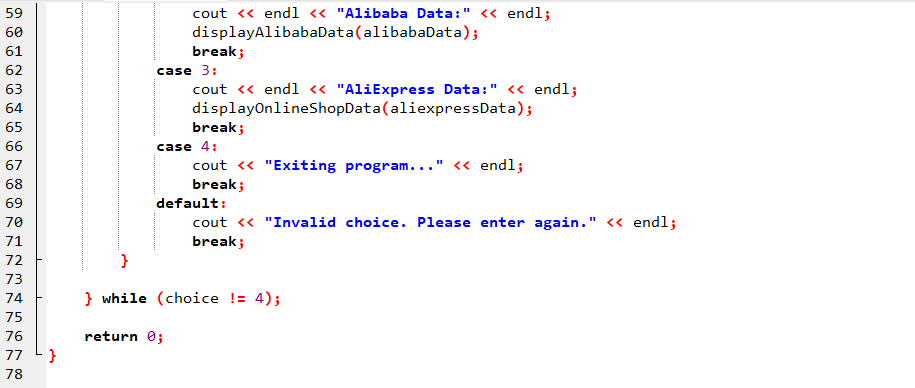 59 cout << endl << "Alibaba Data:" << endl;
60 displayAlibabaData(alibabaData);
61 break;
62 case 3:
63 cout << endl << "AliExpress Data:" << endl;
64 displayOnlineShopData(aliexpressData);
65 break;
66 case 4:
67 cout << "Exiting program..." << endl;
68 break;
69 default:
70 cout << "Invalid choice. Please enter again." << endl;
71 break;
72 }
73
74 } while (choice != 4);
75
76 return 0;
77 }
78